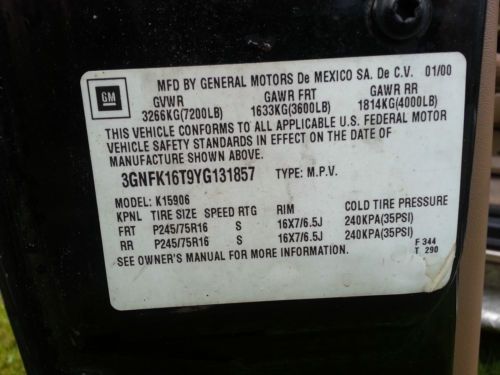 MFD BY GENERAL MOTORS De MEXICO SA. De C.V. 01/00
GM
GVWR GAWR FRT GAWR RR
3266KG(7200LB) 1633KG(3600LB) 1814KG(4000LB)
THIS VEHICLE CONFORMS TO ALL APPLICABLE U.S. FEDERAL MOTOR
VEHICLE SAFETY STANDARDS IN EFFECT ON THE DATE OF
MANUFACTURE SHOWN ABOVE.
3GNFK16T9YG131857 TYPE: M.P.V.
MODEL: K15906
KPNL TIRE SIZE SPEED RTG RIM COLD TIRE PRESSURE
FRT P245/75R16 S 16X7/6.5J 240KPA(35PSI)
RR P245/75R16 S 16X7/6.5J 240KPA(35PSI)
SEE OWNER'S MANUAL FOR MORE INFORMATION.
F 344
T 290